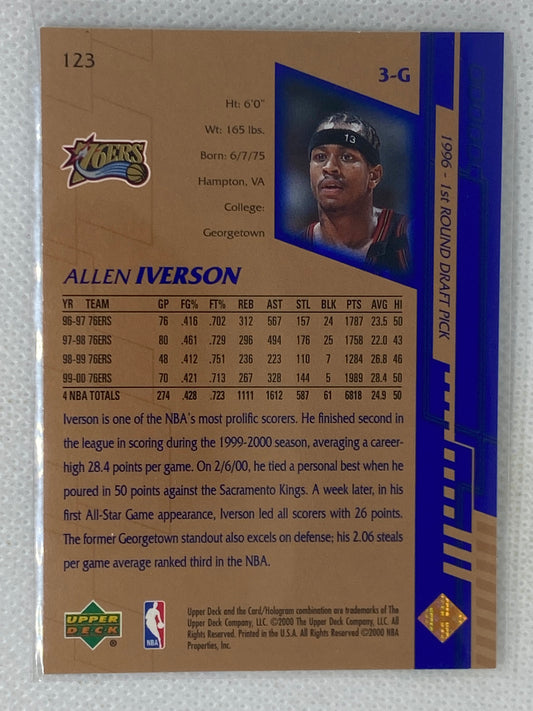 123
3-G
Ht: 6'0"
Wt: 165 lbs.
Born: 6/7/75
Hampton, VA
College:
Georgetown
76ERS
13
1996 - 1st ROUND DRAFT PICK
ALLEN IVERSON
YR TEAM GP FG% FT% REB AST STL BLK PTS AVG HI
96-97 76ERS 76 .416 .702 312 567 157 24 1787 23.5 50
97-98 76ERS 80 .461 .729 296 494 176 25 1758 22.0 43
98-99 76ERS 48 .412 .751 236 223 110 7 1284 26.8 46
99-00 76ERS 70 .421 .713 267 328 144 5 1989 28.4 50
4 NBA TOTALS 274 .428 .723 1111 1612 587 61 6818 24.9 50
Iverson is one of the NBA's most prolific scorers. He finished second in
the league in scoring during the 1999-2000 season, averaging a career-
high 28.4 points per game. On 2/6/00, he tied a personal best when he
poured in 50 points against the Sacramento Kings. A week later, in his
first All-Star Game appearance, Iverson led all scorers with 26 points.
The former Georgetown standout also excels on defense; his 2.06 steals
per game average ranked third in the NBA.
UPPER
DECK
®
NBA
Upper Deck and the Card/Hologram combination are trademarks of The
Upper Deck Company, LLC. ©2000 The Upper Deck Company, LLC. All
Rights Reserved. Printed in the U.S.A. All Rights Reserved ©2000 NBA
Properties, Inc.